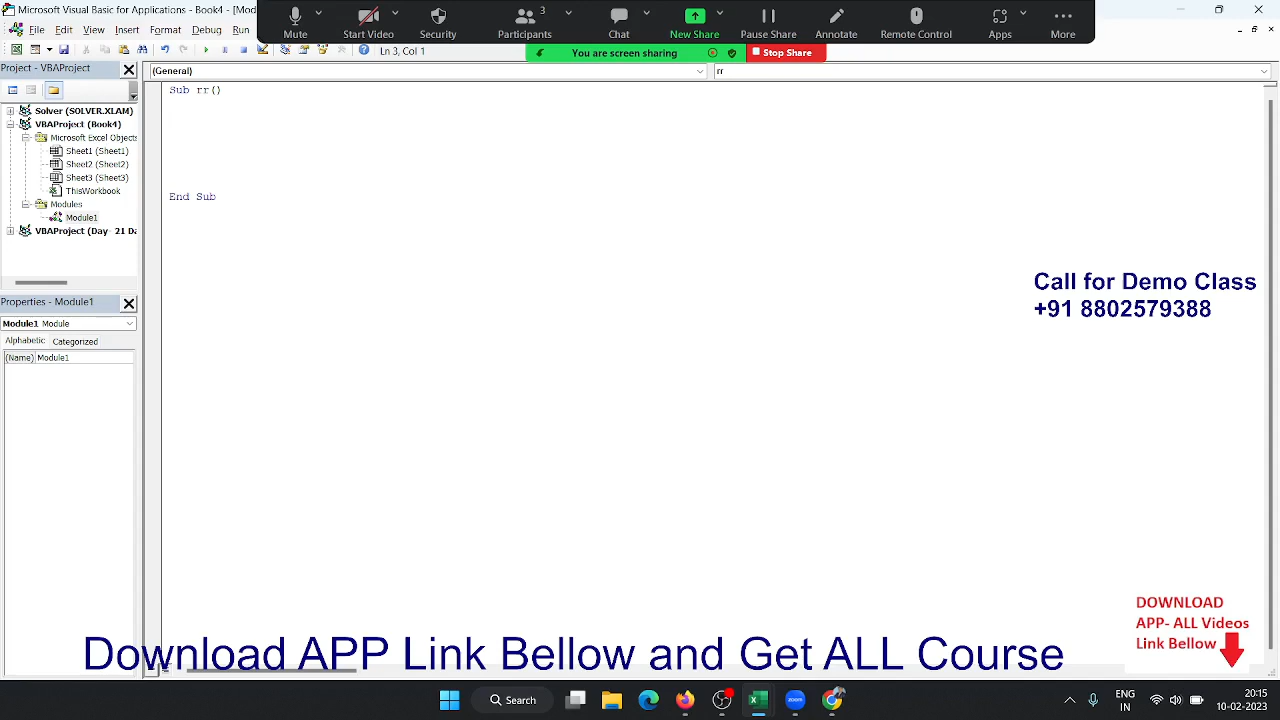 Microsoft Visual Basic for Applications - Book4 - [Mod
Mute
Start Video
Security
3
Participants
Chat
New Share
Pause Share
Annotate
Remote Control
Apps
More
File Edit View Insert Format Debug Run
Ln 3, Col 1
You are screen sharing
Stop Share
Project - VBAProject
(General)
rr
Solver (SOLVER.XLAM)
VBAProject (Book4)
Microsoft Excel Objects
Sheet1 (Sheet1)
Sheet2 (Sheet2)
Sheet3 (Sheet3)
ThisWorkbook
Modules
Module1
VBAProject (Day- 21 Da
Sub rr()
End Sub
Call for Demo Class
+91 8802579388
Properties - Module1
Module1 Module
Alphabetic Categorized
(Name) Module1
DOWNLOAD
APP- ALL Videos
Link Bellow
Download APP Link Bellow and Get ALL Course
Search
zoom
ENG
IN
20:15
10-02-2023